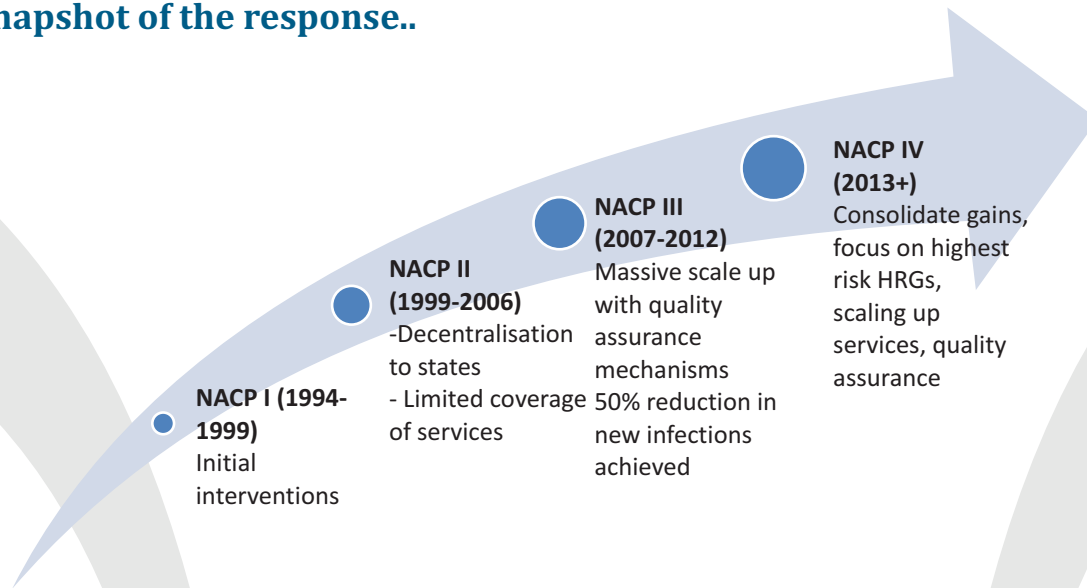 napshot of the response..
NACP I (1994-
1999)
Initial
interventions
NACP II
(1999-2006)
-Decentralisation
to states
- Limited coverage
of services
NACP III
(2007-2012)
Massive scale up
with quality
assurance
mechanisms
50% reduction in
new infections
achieved
NACP IV
(2013+)
Consolidate gains,
focus on highest
risk HRGs,
scaling up
services, quality
assurance